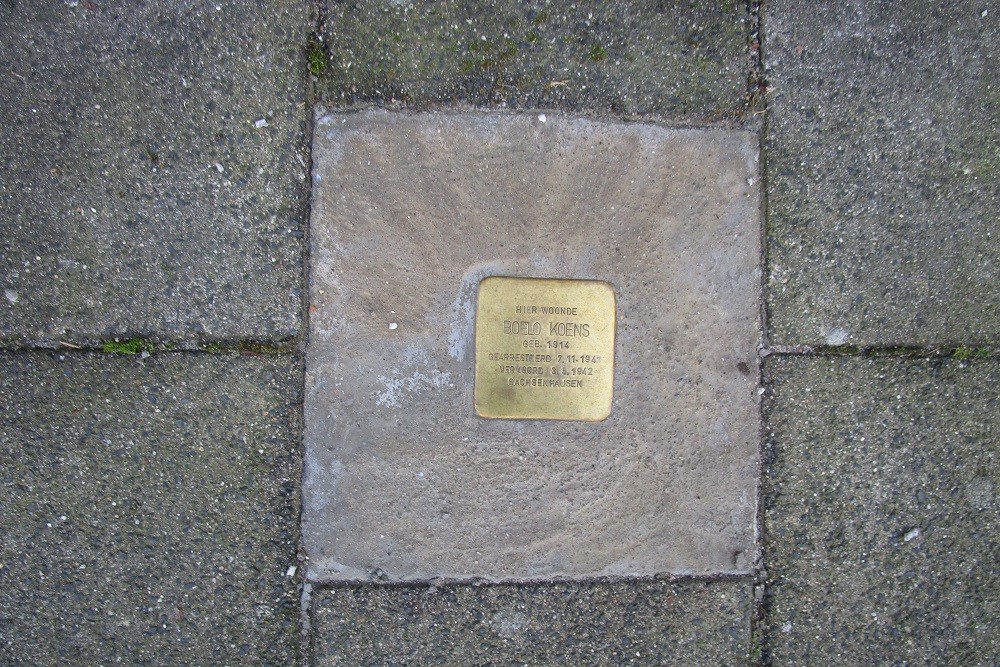 HIER WOONDE
ROELO KOENS
GEB. 1914
GEARRESTEERD 7.11.1941
VERMOORD 3.5.1942
SACHSENHAUSEN